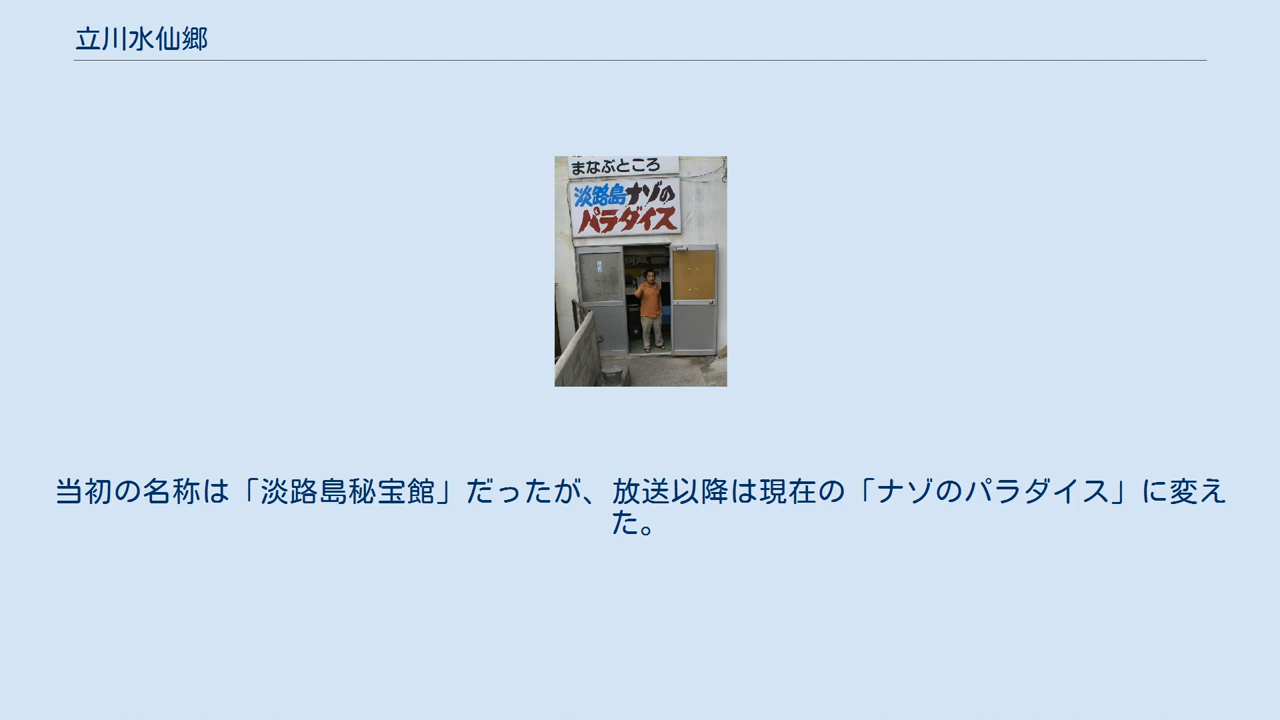 立川水仙郷
まなぶところ
淡路島ナゾの
パラダイス
当初の名称は「淡路島秘宝館」だったが、放送以降は現在の「ナゾのパラダイス」に変え
た。